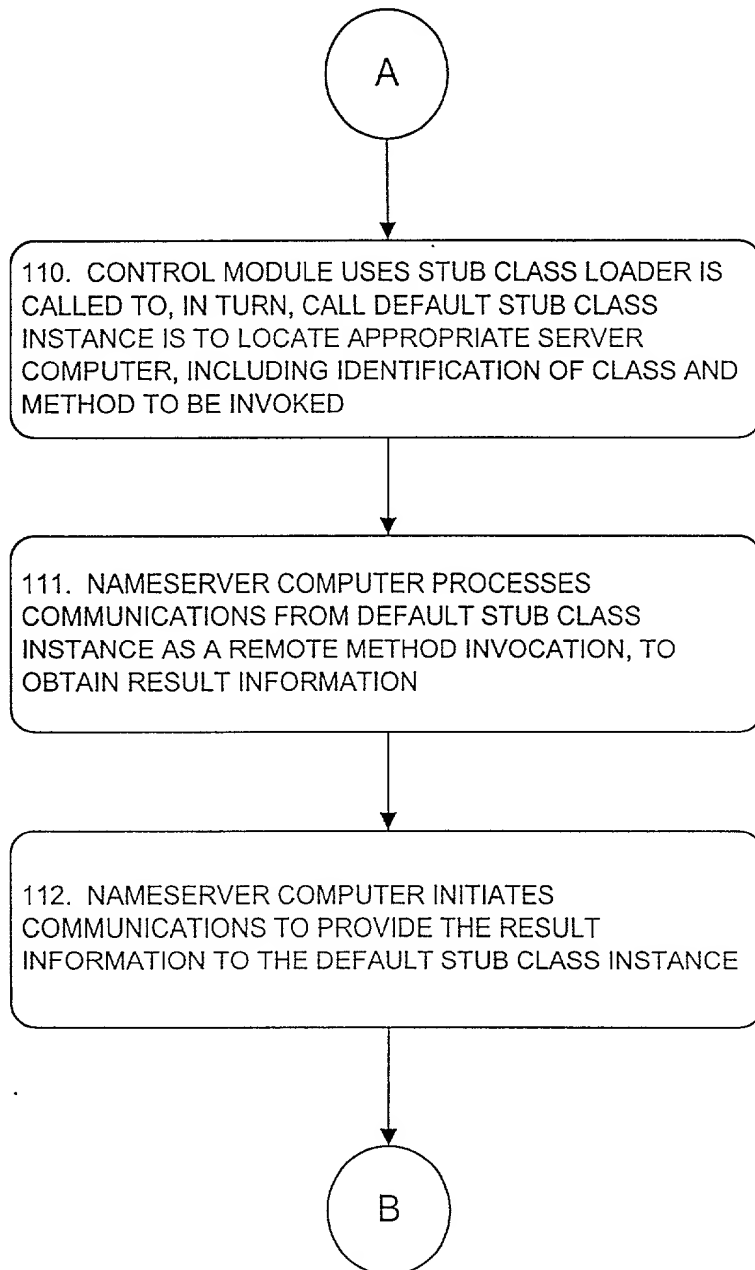 A
110. CONTROL MODULE USES STUB CLASS LOADER IS
CALLED TO, IN TURN, CALL DEFAULT STUB CLASS
INSTANCE IS TO LOCATE APPROPRIATE SERVER
COMPUTER, INCLUDING IDENTIFICATION OF CLASS AND
METHOD TO BE INVOKED
111. NAMESERVER COMPUTER PROCESSES
COMMUNICATIONS FROM DEFAULT STUB CLASS
INSTANCE AS A REMOTE METHOD INVOCATION, TO
OBTAIN RESULT INFORMATION
112. NAMESERVER COMPUTER INITIATES
COMMUNICATIONS TO PROVIDE THE RESULT
INFORMATION TO THE DEFAULT STUB CLASS INSTANCE
B